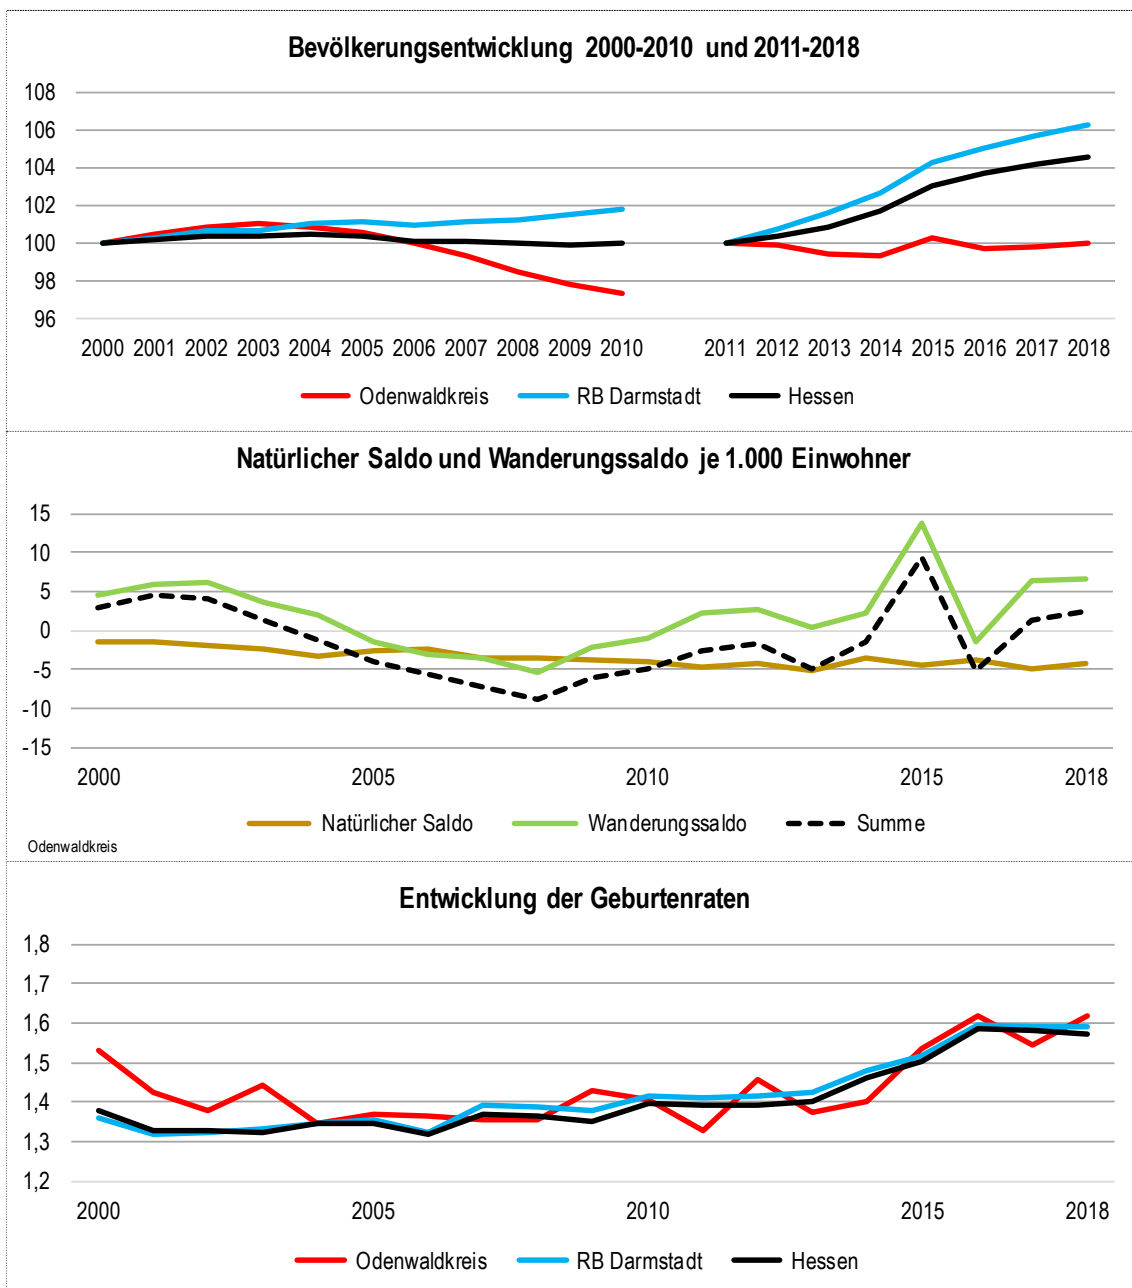 Bevölkerungsentwicklung 2000-2010 und 2011-2018
108
106
104
102
100
98
96
2000 2001 2002 2003 2004 2005 2006 2007 2008 2009 2010 2011 2012 2013 2014 2015 2016 2017 2018
Odenwaldkreis RB Darmstadt Hessen
Natürlicher Saldo und Wanderungssaldo je 1.000 Einwohner
15
10
5
0
-5
-10
-15
2000 2005 2010 2015 2018
Natürlicher Saldo Wanderungssaldo Summe
Odenwaldkreis
Entwicklung der Geburtenraten
1,8
1,7
1,6
1,5
1,4
1,3
1,2
2000 2005 2010 2015 2018
Odenwaldkreis RB Darmstadt Hessen